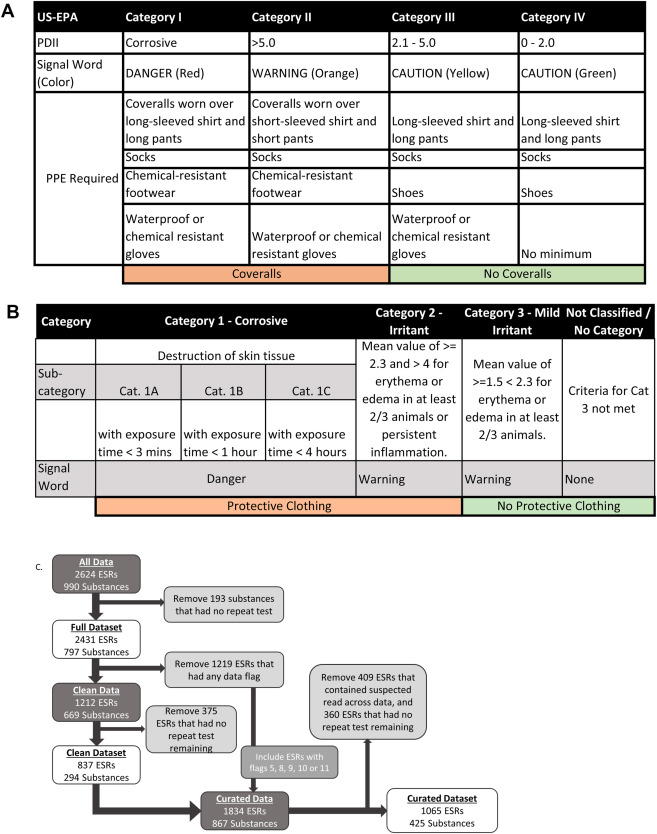 A
US-EPA Category I Category II Category III Category IV
PDII Corrosive >5.0 2.1 - 5.0 0 - 2.0
Signal Word
(Color) DANGER (Red) WARNING (Orange) CAUTION (Yellow) CAUTION (Green)
PPE Required
Coveralls worn over
long-sleeved shirt and
long pants
Coveralls worn over
short-sleeved shirt and
short pants
Long-sleeved shirt and
long pants
Long-sleeved shirt
and long pants
Socks Socks Socks Socks
Chemical-resistant
footwear
Chemical-resistant
footwear
Shoes Shoes
Waterproof or
chemical resistant
gloves
Waterproof or chemical
resistant gloves
Waterproof or
chemical resistant
gloves
No minimum
Coveralls No Coveralls
B
Category Category 1 - Corrosive
Category 2 -
Irritant
Category 3 - Mild
Irritant
Not Classified /
No Category
Destruction of skin tissue
Sub-
category
Cat. 1A Cat. 1B Cat. 1C
with exposure
time < 3 mins
with exposure
time < 1 hour
with exposure
time < 4 hours
Mean value of >=
2.3 and > 4 for
erythema or
edema in at least
2/3 animals or
persistent
inflammation.
Mean value of
>=1.5 < 2.3 for
erythema or
edema in at least
2/3 animals.
Criteria for Cat
3 not met
Signal
Word
Danger Warning Warning None
Protective Clothing No Protective Clothing
C.
All Data
2624 ESRs
990 Substances
Remove 193 substances
that had no repeat test
Full Dataset
2431 ESRs
797 Substances
Remove 1219 ESRs that
had any data flag
Clean Data
1212 ESRs
669 Substances
Remove 375
ESRs that had no
repeat test
remaining
Clean Dataset
837 ESRs
294 Substances
Include ESRs with
flags 5, 8, 9, 10 or 11
Remove 409 ESRs that
contained suspected
read across data, and
360 ESRs that had no
repeat test remaining
Curated Data
1834 ESRs
867 Substances
Curated Dataset
1065 ESRs
425 Substances